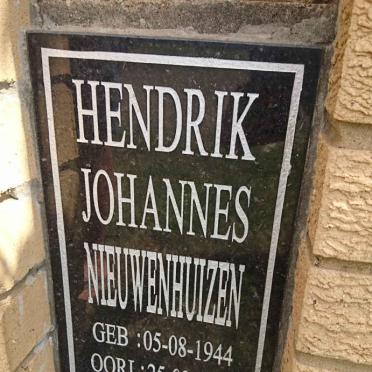 HENDRIK
JOHANNES
NIEUWENHUIZEN
GEB : 05-08-1944